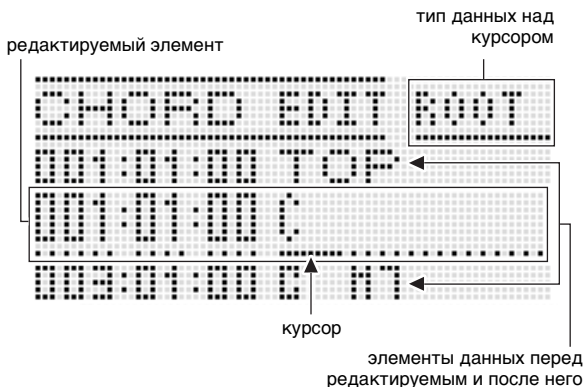 тип данных над
курсором
редактируемый элемент
CHORD EDIT ROOT
001:01:00 TOP
001:01:00 C
003:01:00 G M7
курсор
элементы данных перед
редактируемым и после него